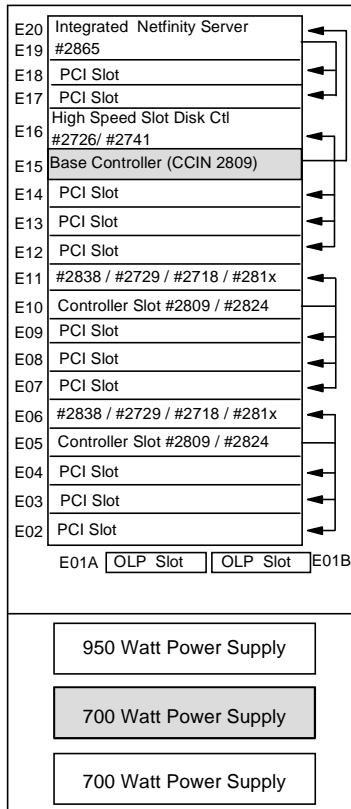 E20 Integrated Netfinity Server
E19 #2865
E18 PCI Slot
E17 PCI Slot
E16 High Speed Slot Disk Ctl
#2726/ #2741
E15 Base Controller (CCIN 2809)
E14 PCI Slot
E13 PCI Slot
E12 PCI Slot
E11 #2838 / #2729 / #2718 / #281x
E10 Controller Slot #2809 / #2824
E09 PCI Slot
E08 PCI Slot
E07 PCI Slot
E06 #2838 / #2729 / #2718 / #281x
E05 Controller Slot #2809 / #2824
E04 PCI Slot
E03 PCI Slot
E02 PCI Slot
E01A OLP Slot OLP Slot E01B
950 Watt Power Supply
700 Watt Power Supply
700 Watt Power Supply